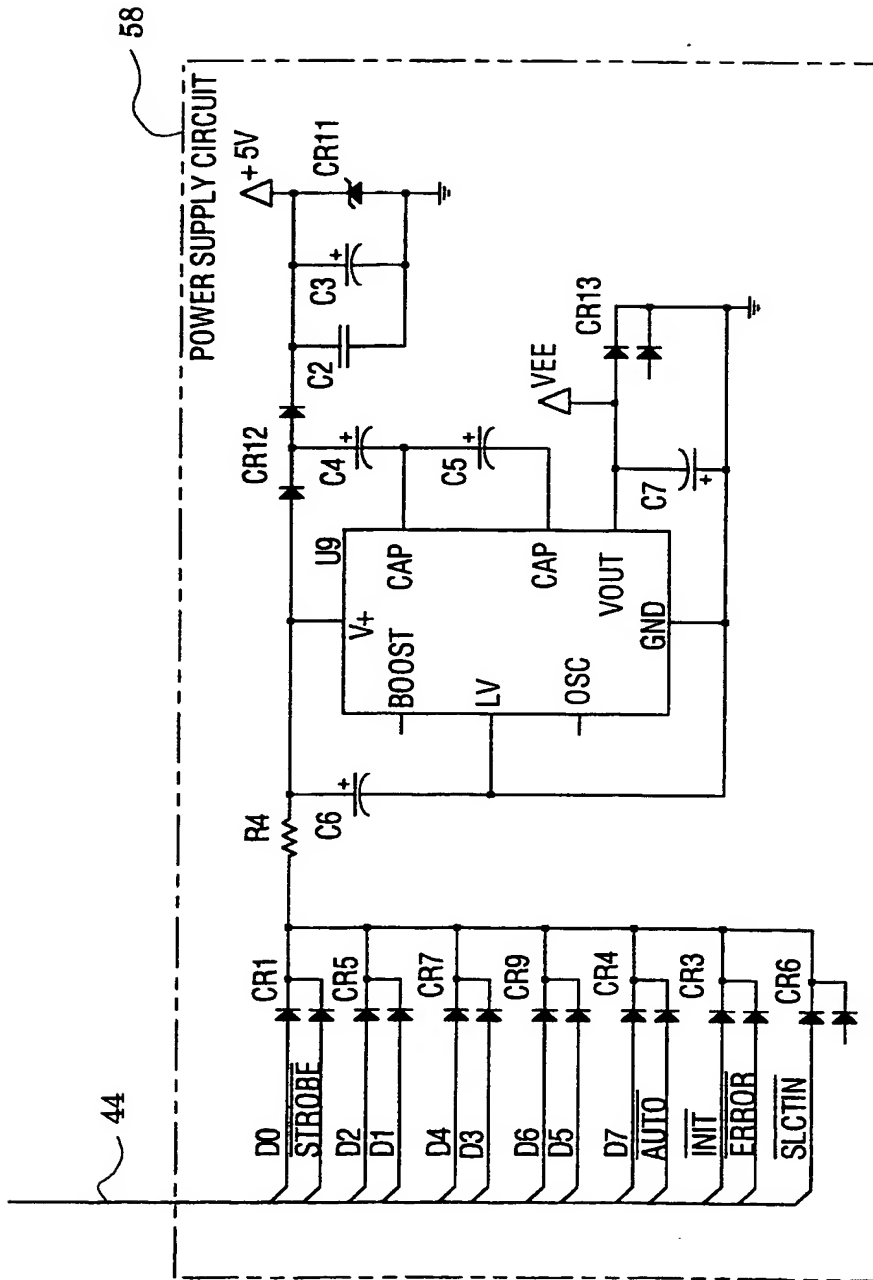 58
POWER SUPPLY CIRCUIT
44
+5V
CR11
C3
+
C2
CR12
C4
+
C5
+
CR13
VEE
C7
+
U9
V+
CAP
CAP
VOUT
GND
BOOST
LV
OSC
R4
C6
+
D0
CR1
STROBE
D2
CR5
D1
D4
CR7
D3
D6
CR9
D5
D7
CR4
AUTO
INIT
CR3
ERROR
SLCTIN
CR6